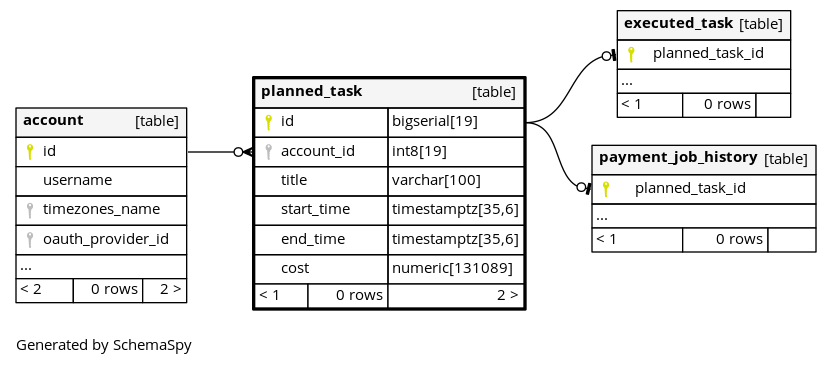 account [table]
id
username
timezones_name
oauth_provider_id
...
< 2 0 rows 2 >
planned_task [table]
id bigserial[19]
account_id int8[19]
title varchar[100]
start_time timestamptz[35,6]
end_time timestamptz[35,6]
cost numeric[131089]
< 1 0 rows 2 >
executed_task [table]
planned_task_id
...
< 1 0 rows
payment_job_history [table]
planned_task_id
...
< 1 0 rows
Generated by SchemaSpy